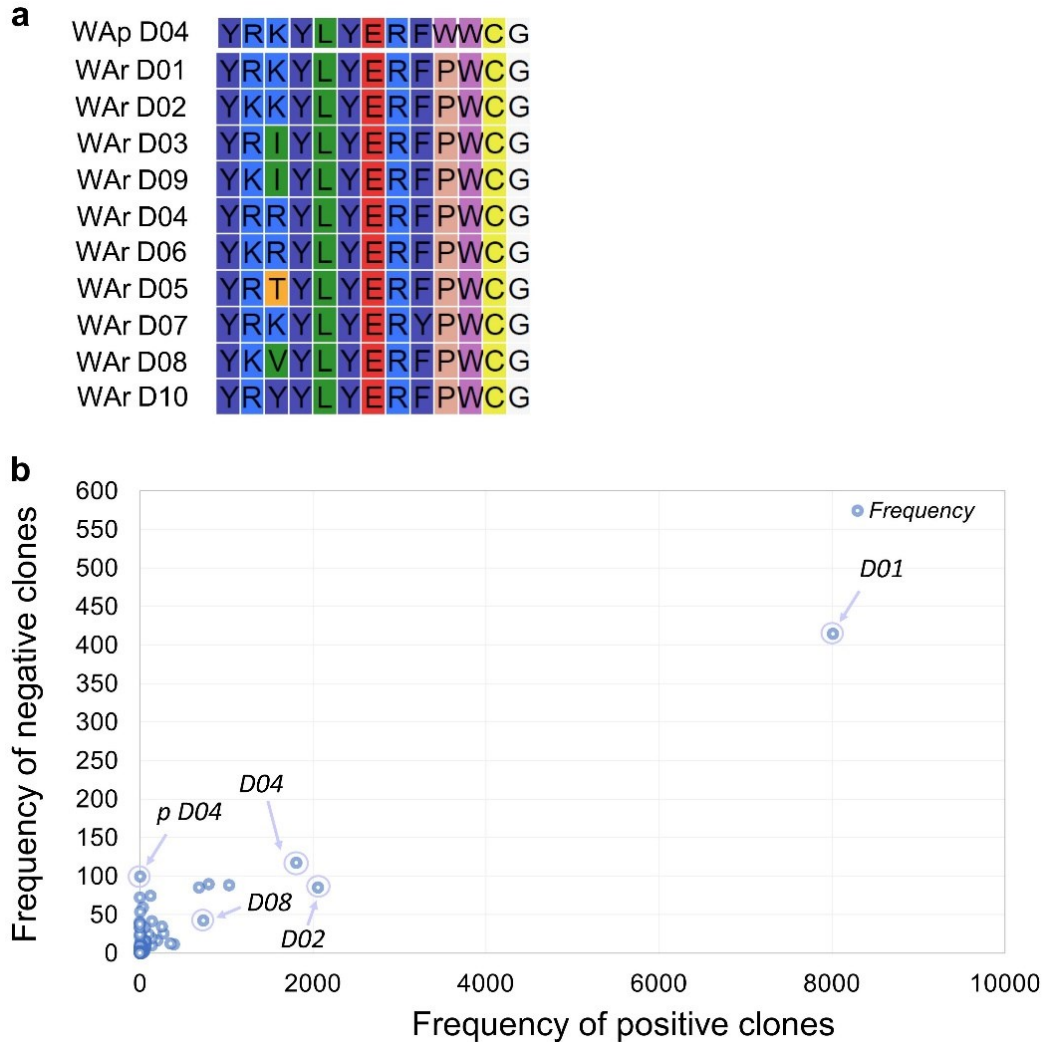 a
WAp D04 YRKYLYERFWWCG
WAr D01 YRKYLYERFPWCG
WAr D02 YKKYLYERFPWCG
WAr D03 YRIYLYERFPWCG
WAr D09 YKIYLYERFPWCG
WAr D04 YRRYLYERFPWCG
WAr D06 YKRYLYERFPWCG
WAr D05 YRTYLYERFPWCG
WAr D07 YRKYLYERYPWCG
WAr D08 YKVYLYERFPWCG
WAr D10 YRYYLYERFPWCG
b
Frequency of negative clones
600
550
500
450
400
350
300
250
200
150
100
50
0
Frequency
D01
D04
p D04
D08
D02
0 2000 4000 6000 8000 10000
Frequency of positive clones